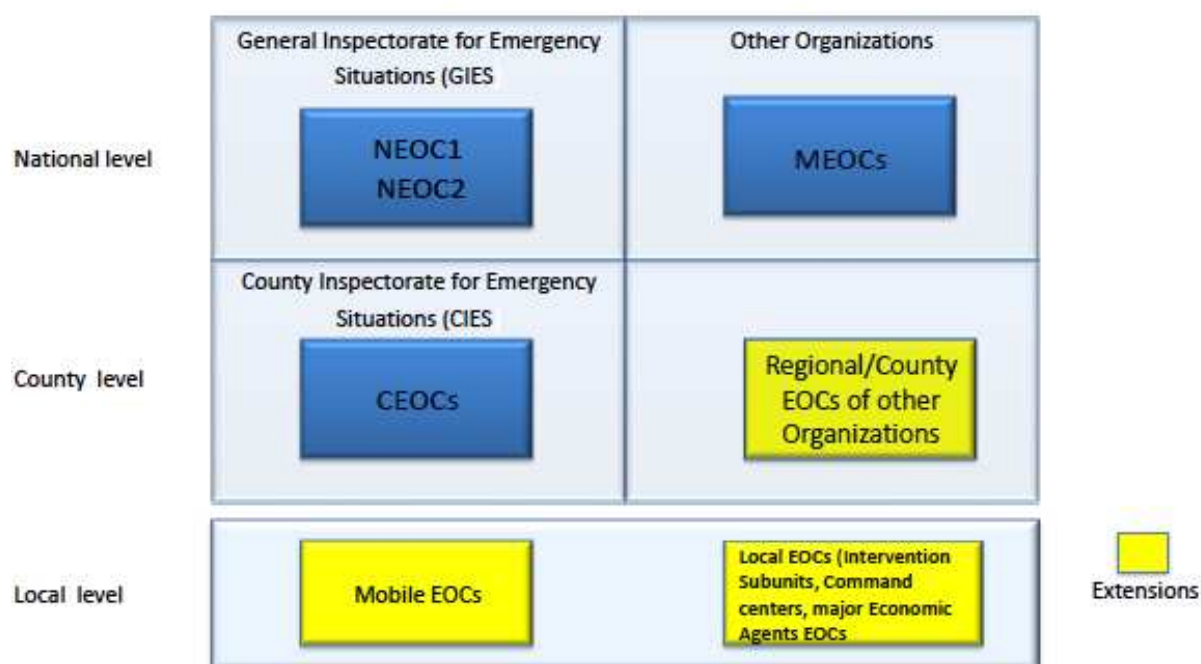 General Inspectorate for Emergency
Situations (GIES
Other Organizations
National level
NEOC1
NEOC2
MEOCs
County Inspectorate for Emergency
Situations (CIES
County level
CEOCs
Regional/County
EOCs of other
Organizations
Local level
Mobile EOCs
Local EOCs (Intervention
Subunits, Command
centers, major Economic
Agents EOCs
Extensions